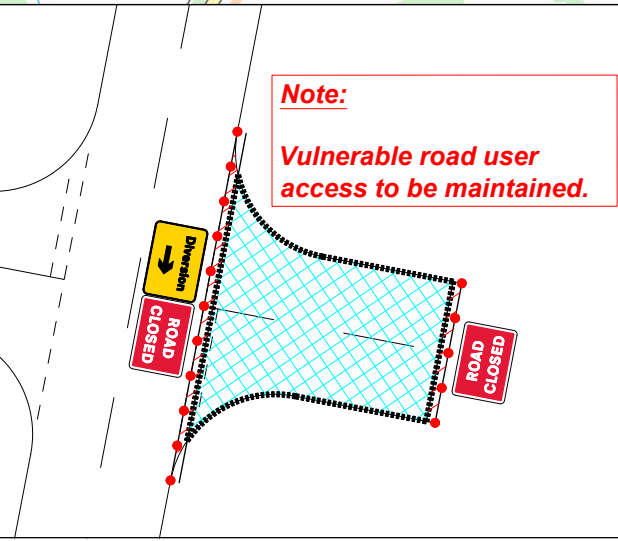 Note:
Vulnerable road user
access to be maintained.
Diversion
ROAD
CLOSED
ROAD
CLOSED